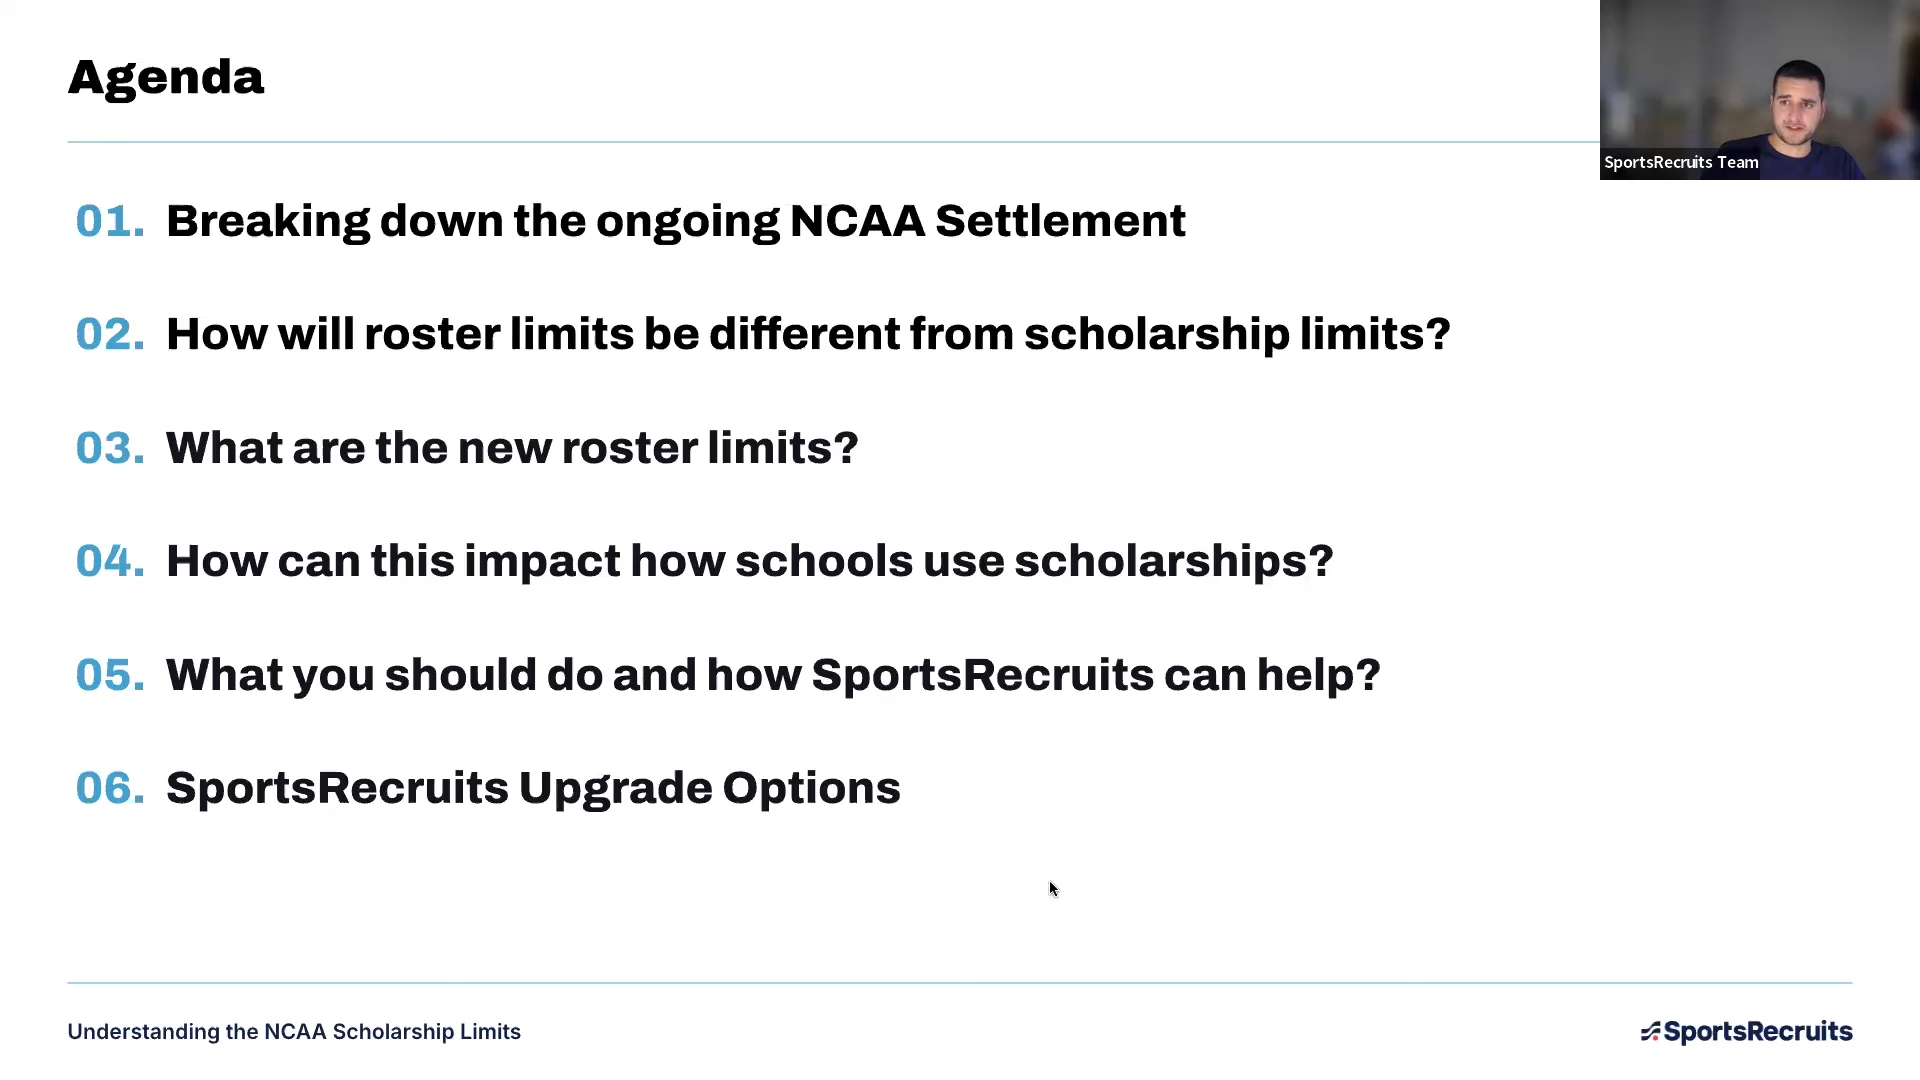 Agenda
SportsRecruits Team
01. Breaking down the ongoing NCAA Settlement
02. How will roster limits be different from scholarship limits?
03. What are the new roster limits?
04. How can this impact how schools use scholarships?
05. What you should do and how SportsRecruits can help?
06. SportsRecruits Upgrade Options
Understanding the NCAA Scholarship Limits
SportsRecruits